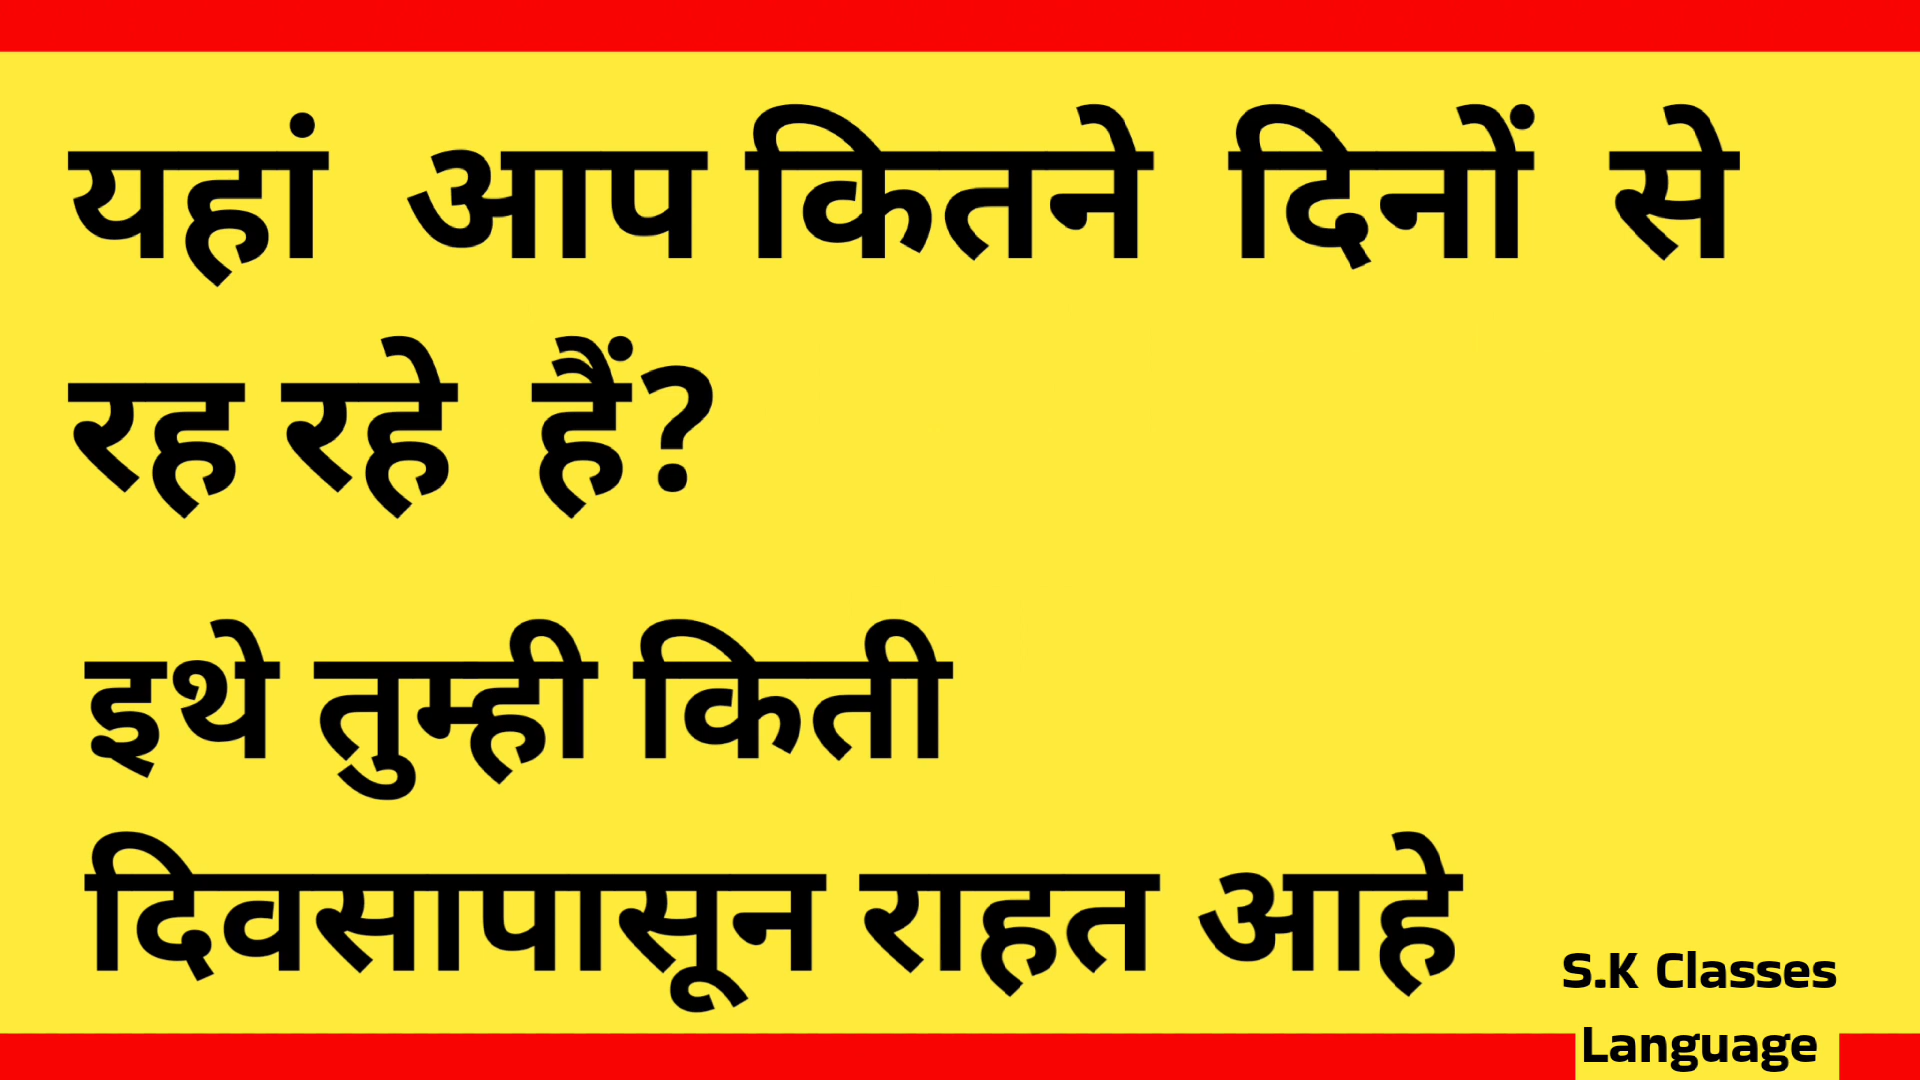 यहां आप कितने दिनों से
रह रहे हैं?
इथे तुम्ही किती
दिवसापासून राहत आहे
S.K Classes
Language